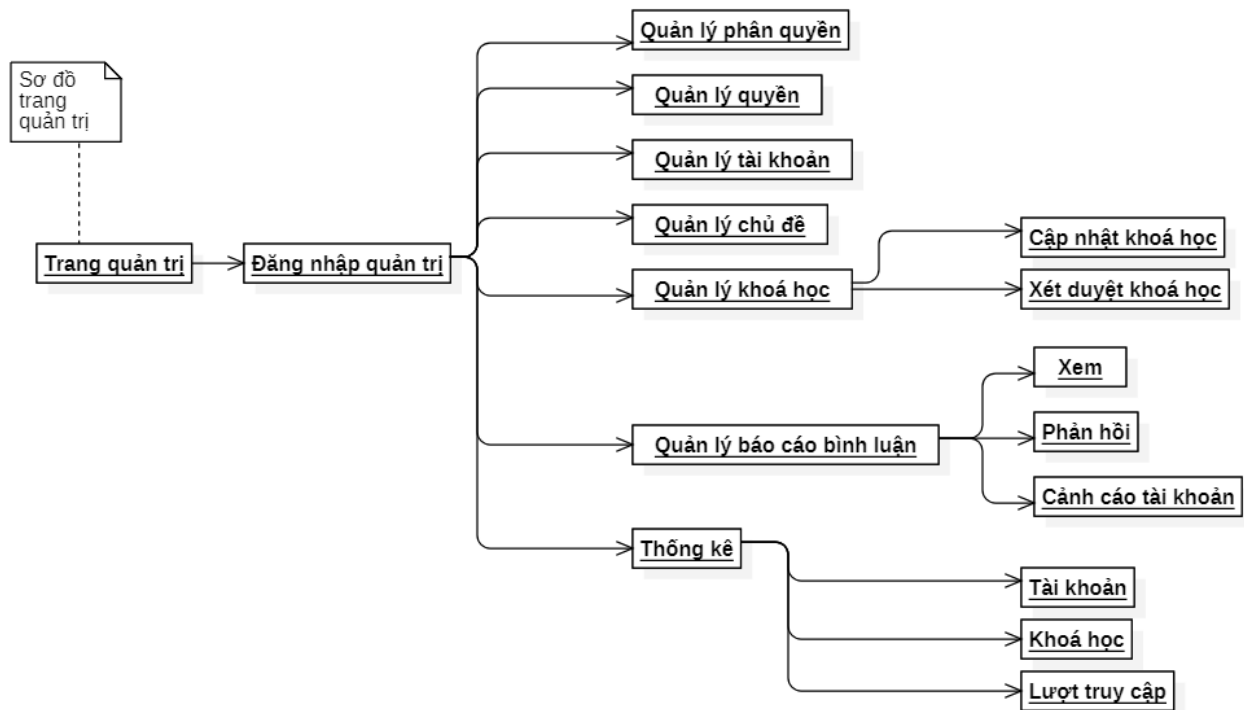 Sơ đồ
trang
quản trị
Trang quản trị
Đăng nhập quản trị
Quản lý phân quyền
Quản lý quyền
Quản lý tài khoản
Quản lý chủ đề
Quản lý khoá học
Cập nhật khoá học
Xét duyệt khoá học
Quản lý báo cáo bình luận
Xem
Phản hồi
Cảnh cáo tài khoản
Thống kê
Tài khoản
Khoá học
Lượt truy cập